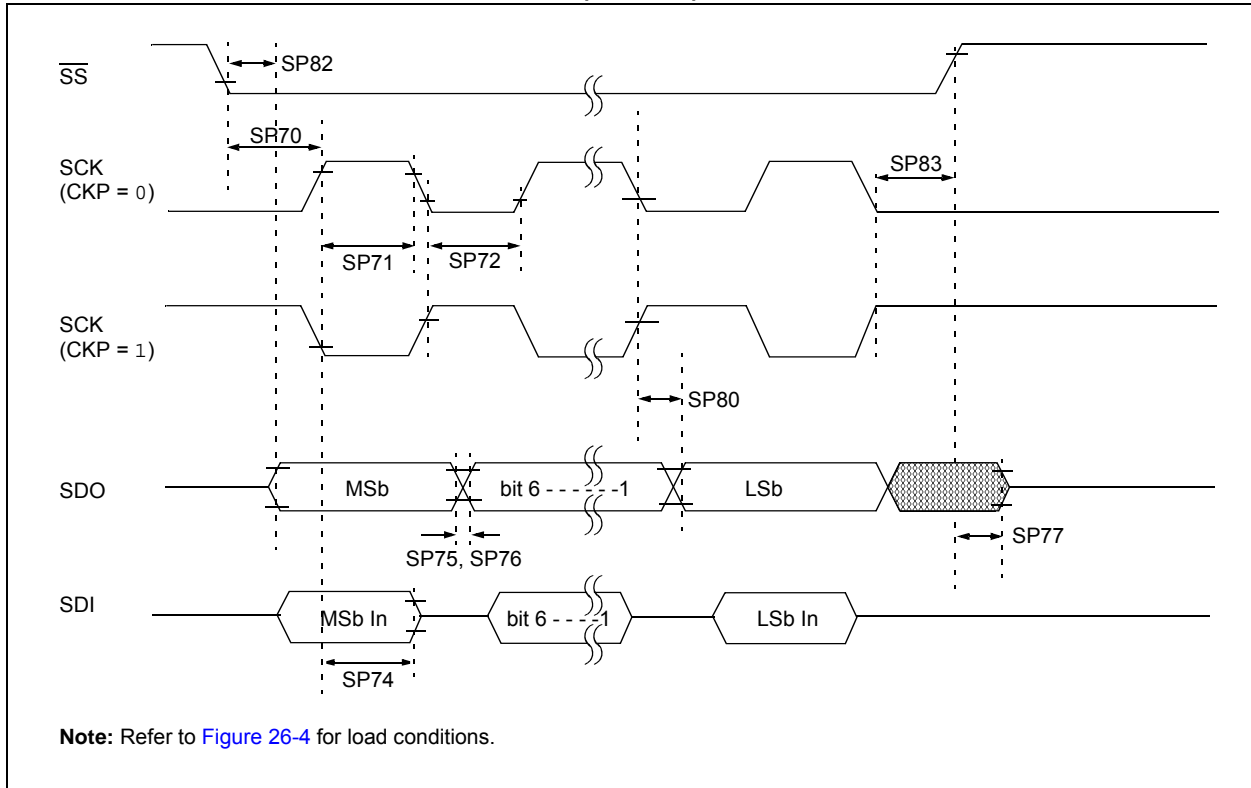 SS
SP82
SP70
SCK
(CKP = 0)
SP83
SP71
SP72
SCK
(CKP = 1)
SP80
SDO
MSb
bit 6 - - - - - -1
LSb
SP75, SP76
SP77
SDI
MSb In
bit 6 - - - -1
LSb In
SP74
Note: Refer to Figure 26-4 for load conditions.